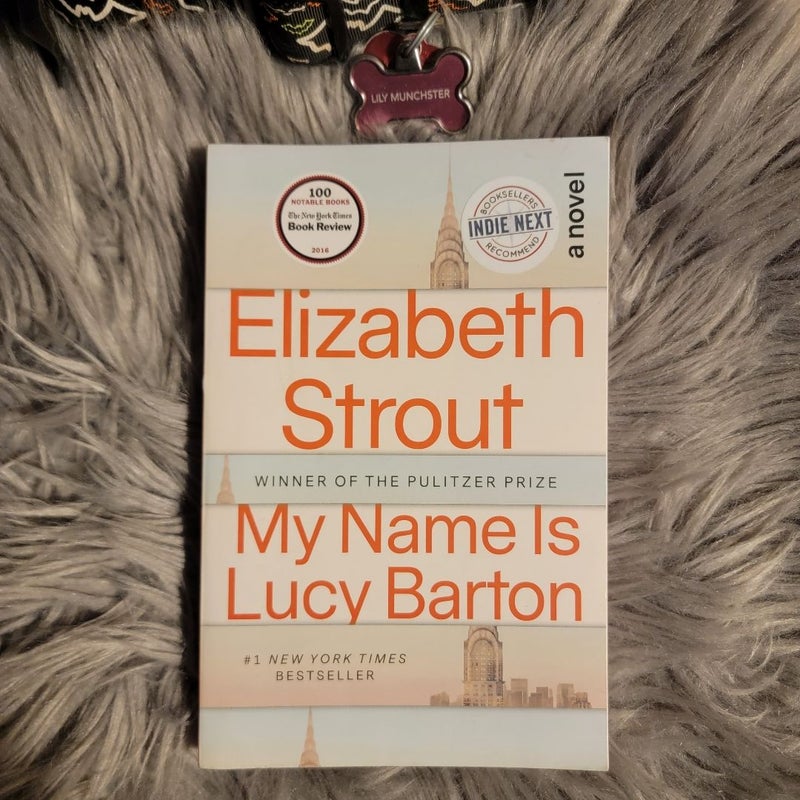 LILY MUNCHSTER
100
NOTABLE BOOKS
The New York Times
Book Review
2016
BOOKSELLERS
INDIE NEXT
RECOMMEND
a novel
Elizabeth
Strout
WINNER OF THE PULITZER PRIZE
My Name Is
Lucy Barton
#1 NEW YORK TIMES
BESTSELLER